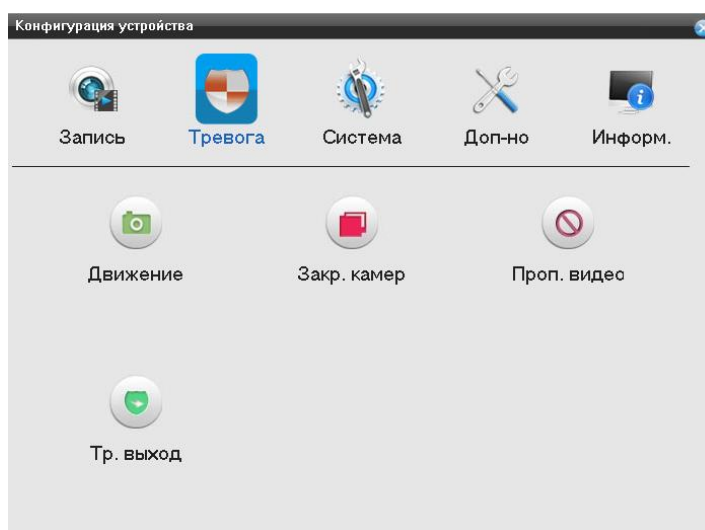 Конфигурация устройства
Запись Тревога Система Доп-но Информ.
Движение Закр. камер Проп. видео
Тр. выход